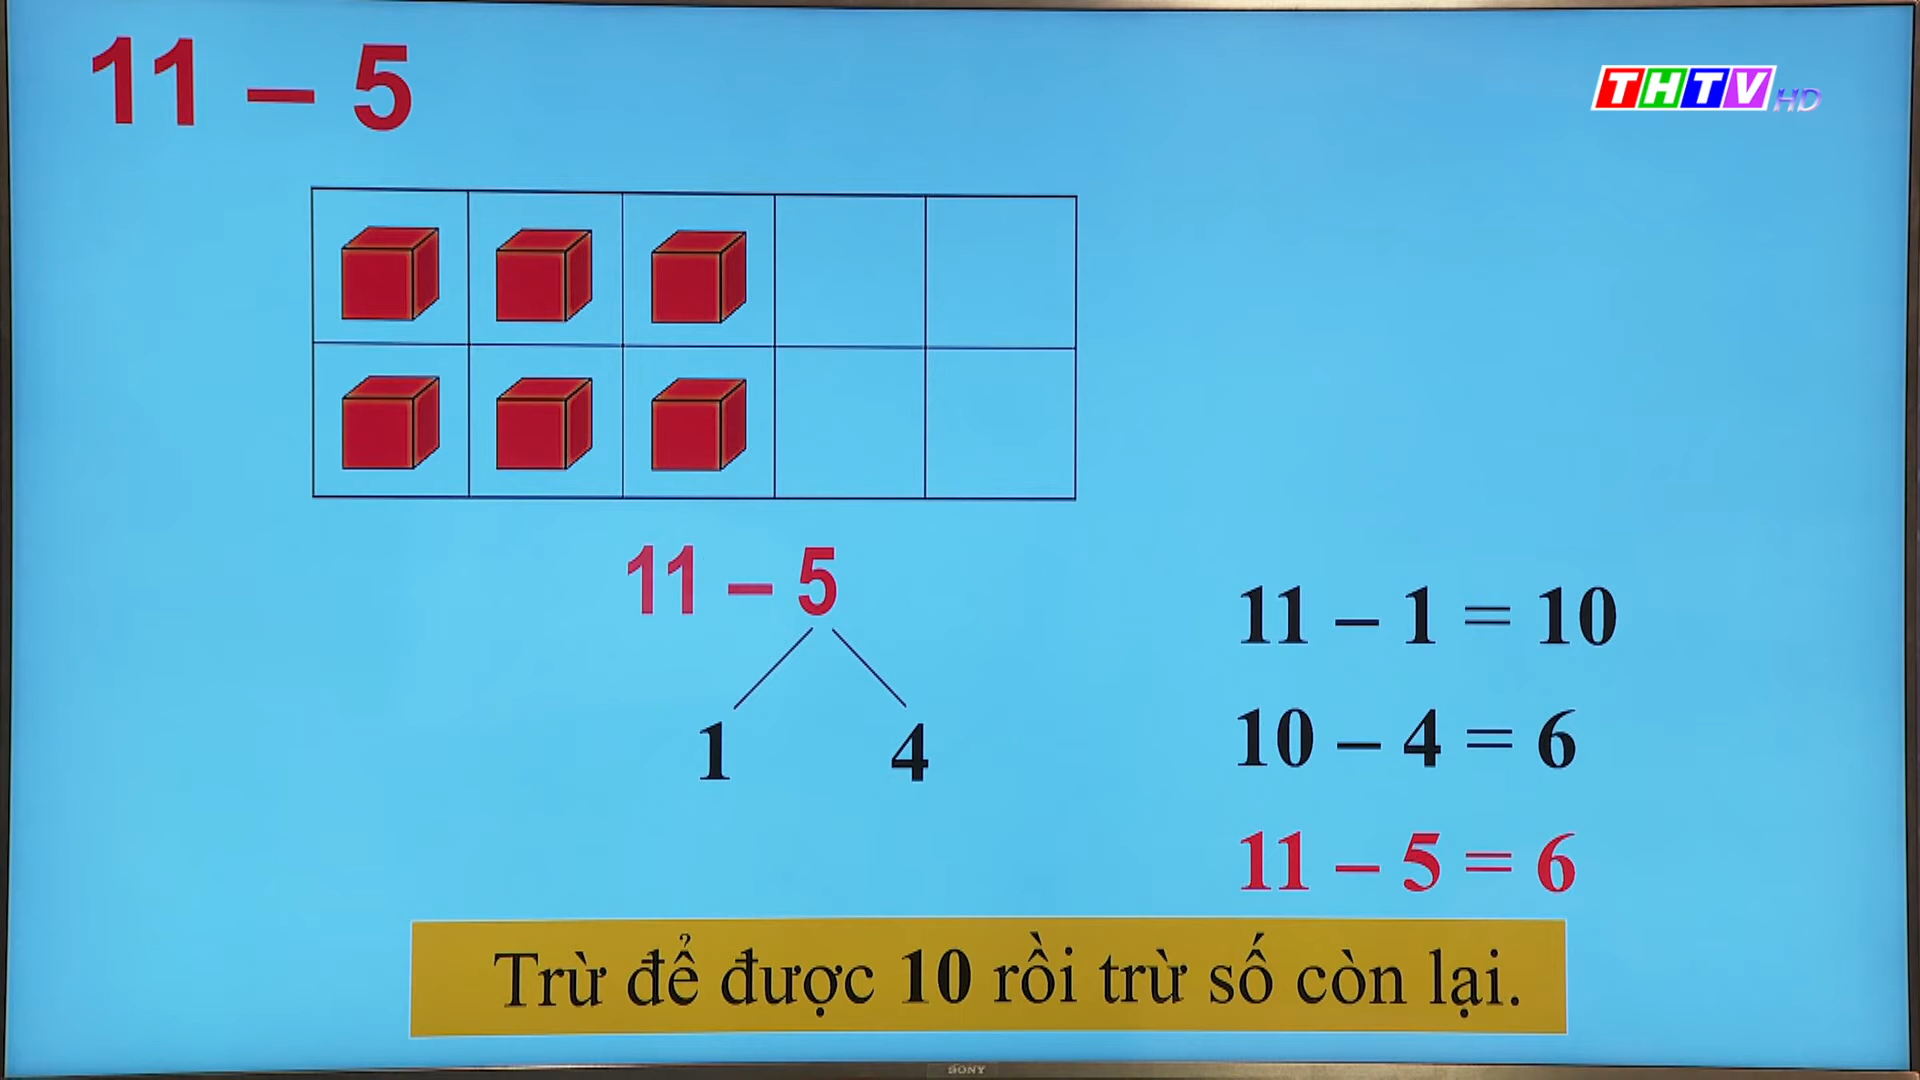 11 – 5
THTV HD
11 – 5
1 4
11 – 1 = 10
10 – 4 = 6
11 – 5 = 6
Trừ để được 10 rồi trừ số còn lại.
SONY